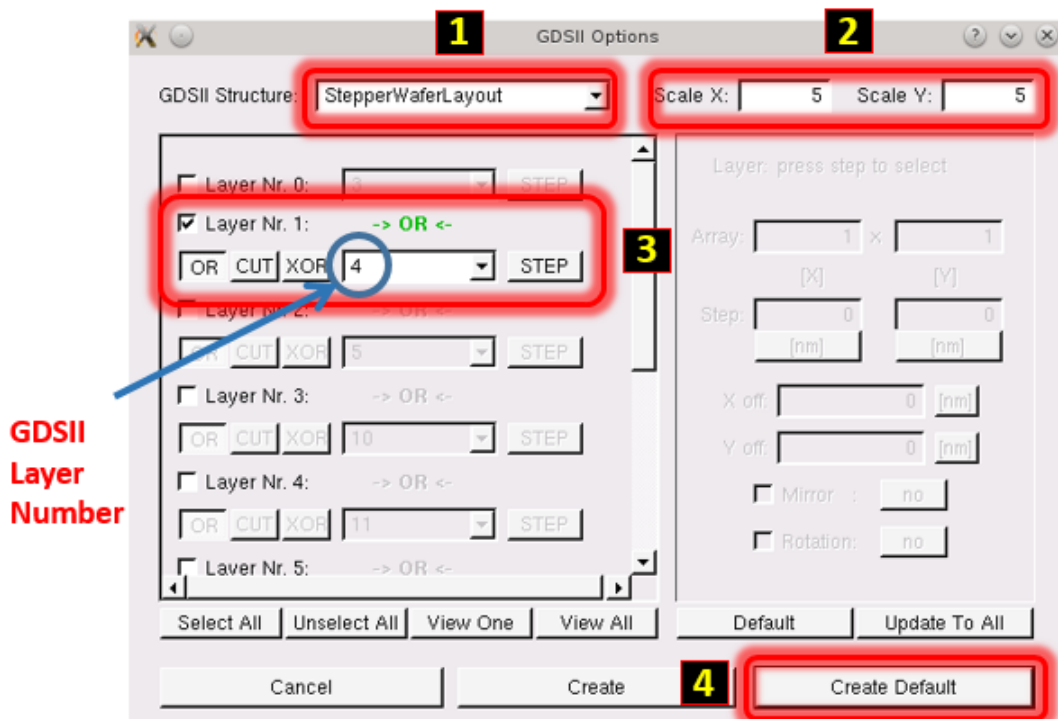 1
GDSII Options
2
GDSII Structure: StepperWaferLayout
Scale X: 5 Scale Y: 5
Layer Nr. 0: 3 STEP
Layer Nr. 1: -> OR <-
OR CUT XOR 4 STEP
3
Layer Nr. 2: -> OR <-
OR CUT XOR 5 STEP
Layer Nr. 3: -> OR <-
OR CUT XOR 10 STEP
Layer Nr. 4: -> OR <-
OR CUT XOR 11 STEP
Layer Nr. 5: -> OR <-
Select All Unselect All View One View All
Layer: press step to select
Array: 1 × 1
[X] [Y]
Step: 0 0
[nm] [nm]
X off: 0 [nm]
Y off: 0 [nm]
Mirror : no
Rotation: no
Default Update To All
Cancel Create 4 Create Default
GDSII
Layer
Number